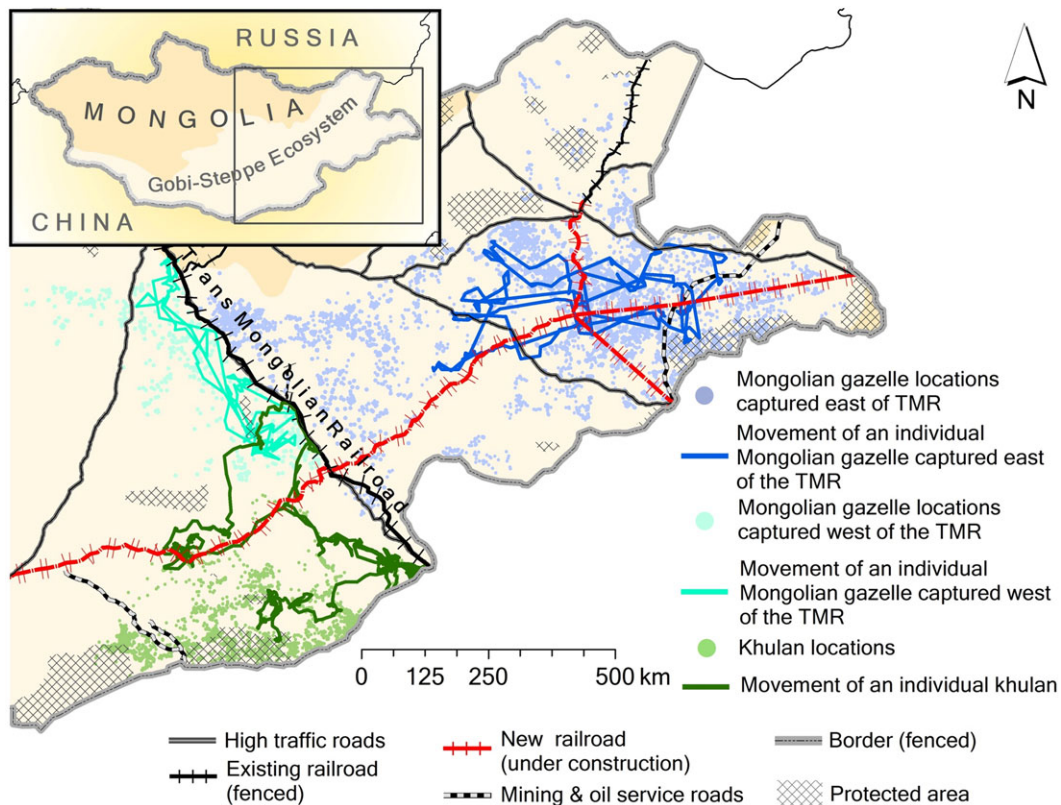 RUSSIA
MONGOLIA
Gobi-Steppe Ecosystem
CHINA
N
Trans Mongolian Railroad
Mongolian gazelle locations
captured east of TMR
Movement of an individual
Mongolian gazelle captured east
of the TMR
Mongolian gazelle locations
captured west of the TMR
Movement of an individual
Mongolian gazelle captured west
of the TMR
Khulan locations
Movement of an individual khulan
0 125 250 500 km
High traffic roads
Existing railroad
(fenced)
New railroad
(under construction)
Mining & oil service roads
Border (fenced)
Protected area